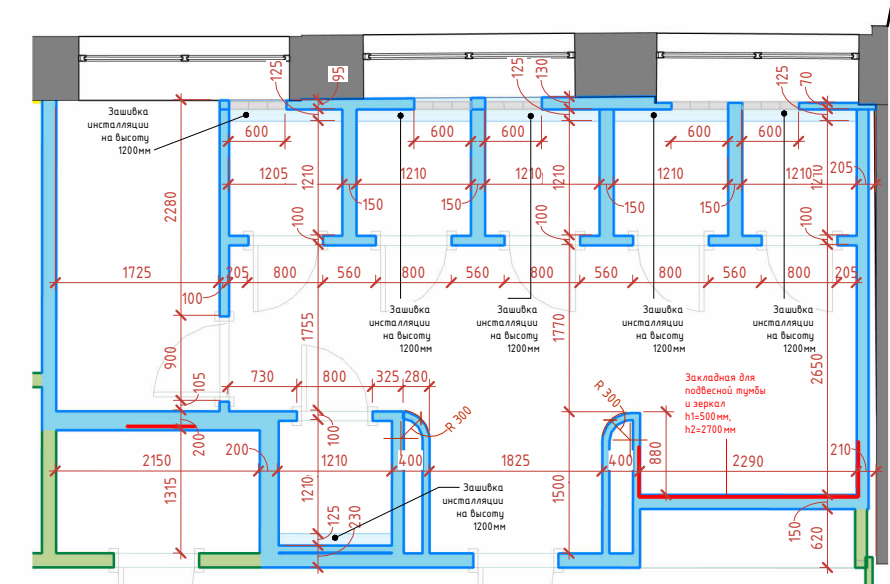 125
95
125
130
125
70
Зашивка
инсталляции
на высоту
1200мм
600
600
600
600
600
1205
1210
1210
1210
1210
1210
1210
1210
205
2280
150
150
150
150
100
100
100
1725
205
800
560
800
560
800
560
800
560
800
205
100
Зашивка
инсталляции
на высоту
1200мм
Зашивка
инсталляции
на высоту
1200мм
Зашивка
инсталляции
на высоту
1200мм
Зашивка
инсталляции
на высоту
1200мм
1755
1770
2650
900
730
800
325
280
105
R 300
R 300
Закладная для
подвесной тумбы
и зеркал
h1=500мм,
h2=2700мм
200
100
200
2150
1210
400
1825
400
880
2290
210
1315
1210
1500
Зашивка
инсталляции
на высоту
1200мм
125
230
150
620